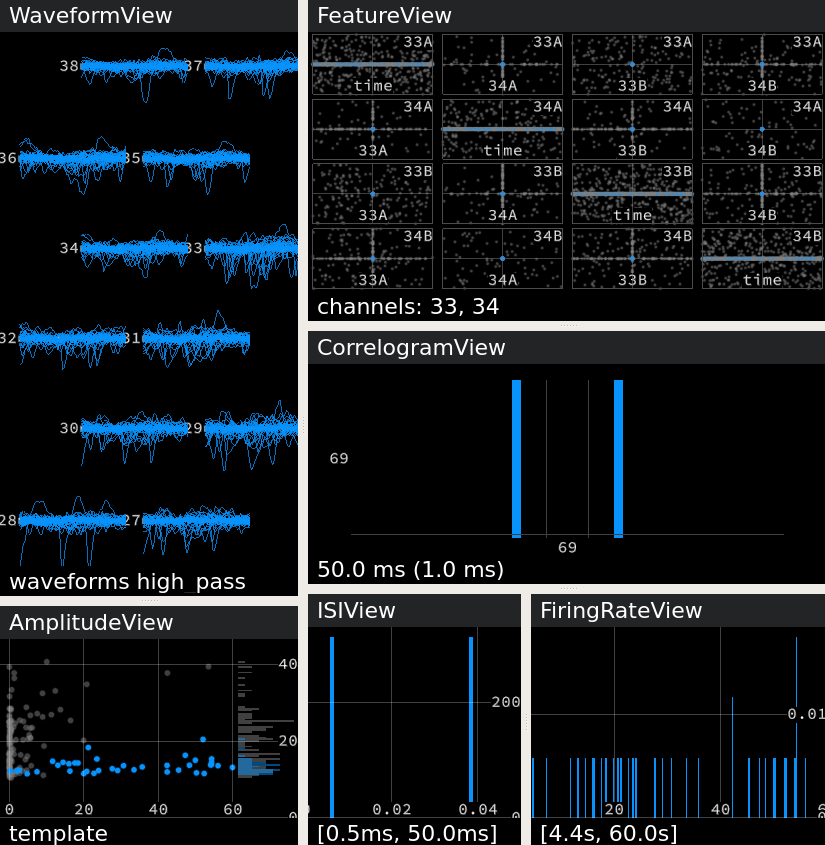 WaveformView
38 37
36 35
34 33
32 31
30 29
28 27
waveforms high_pass
FeatureView
33A 33A 33A 33A
time 34A 33B 34B
34A 34A 34A 34A
33A time 33B 34B
33B 33B 33B 33B
33A 34A time 34B
34B 34B 34B 34B
33A 34A 33B time
channels: 33, 34
CorrelogramView
69
69
50.0 ms (1.0 ms)
AmplitudeView
40
20
0 20 40 60
template
ISIView
200
0.02 0.04
[0.5ms, 50.0ms]
FiringRateView
0.01
20 40
[4.4s, 60.0s]